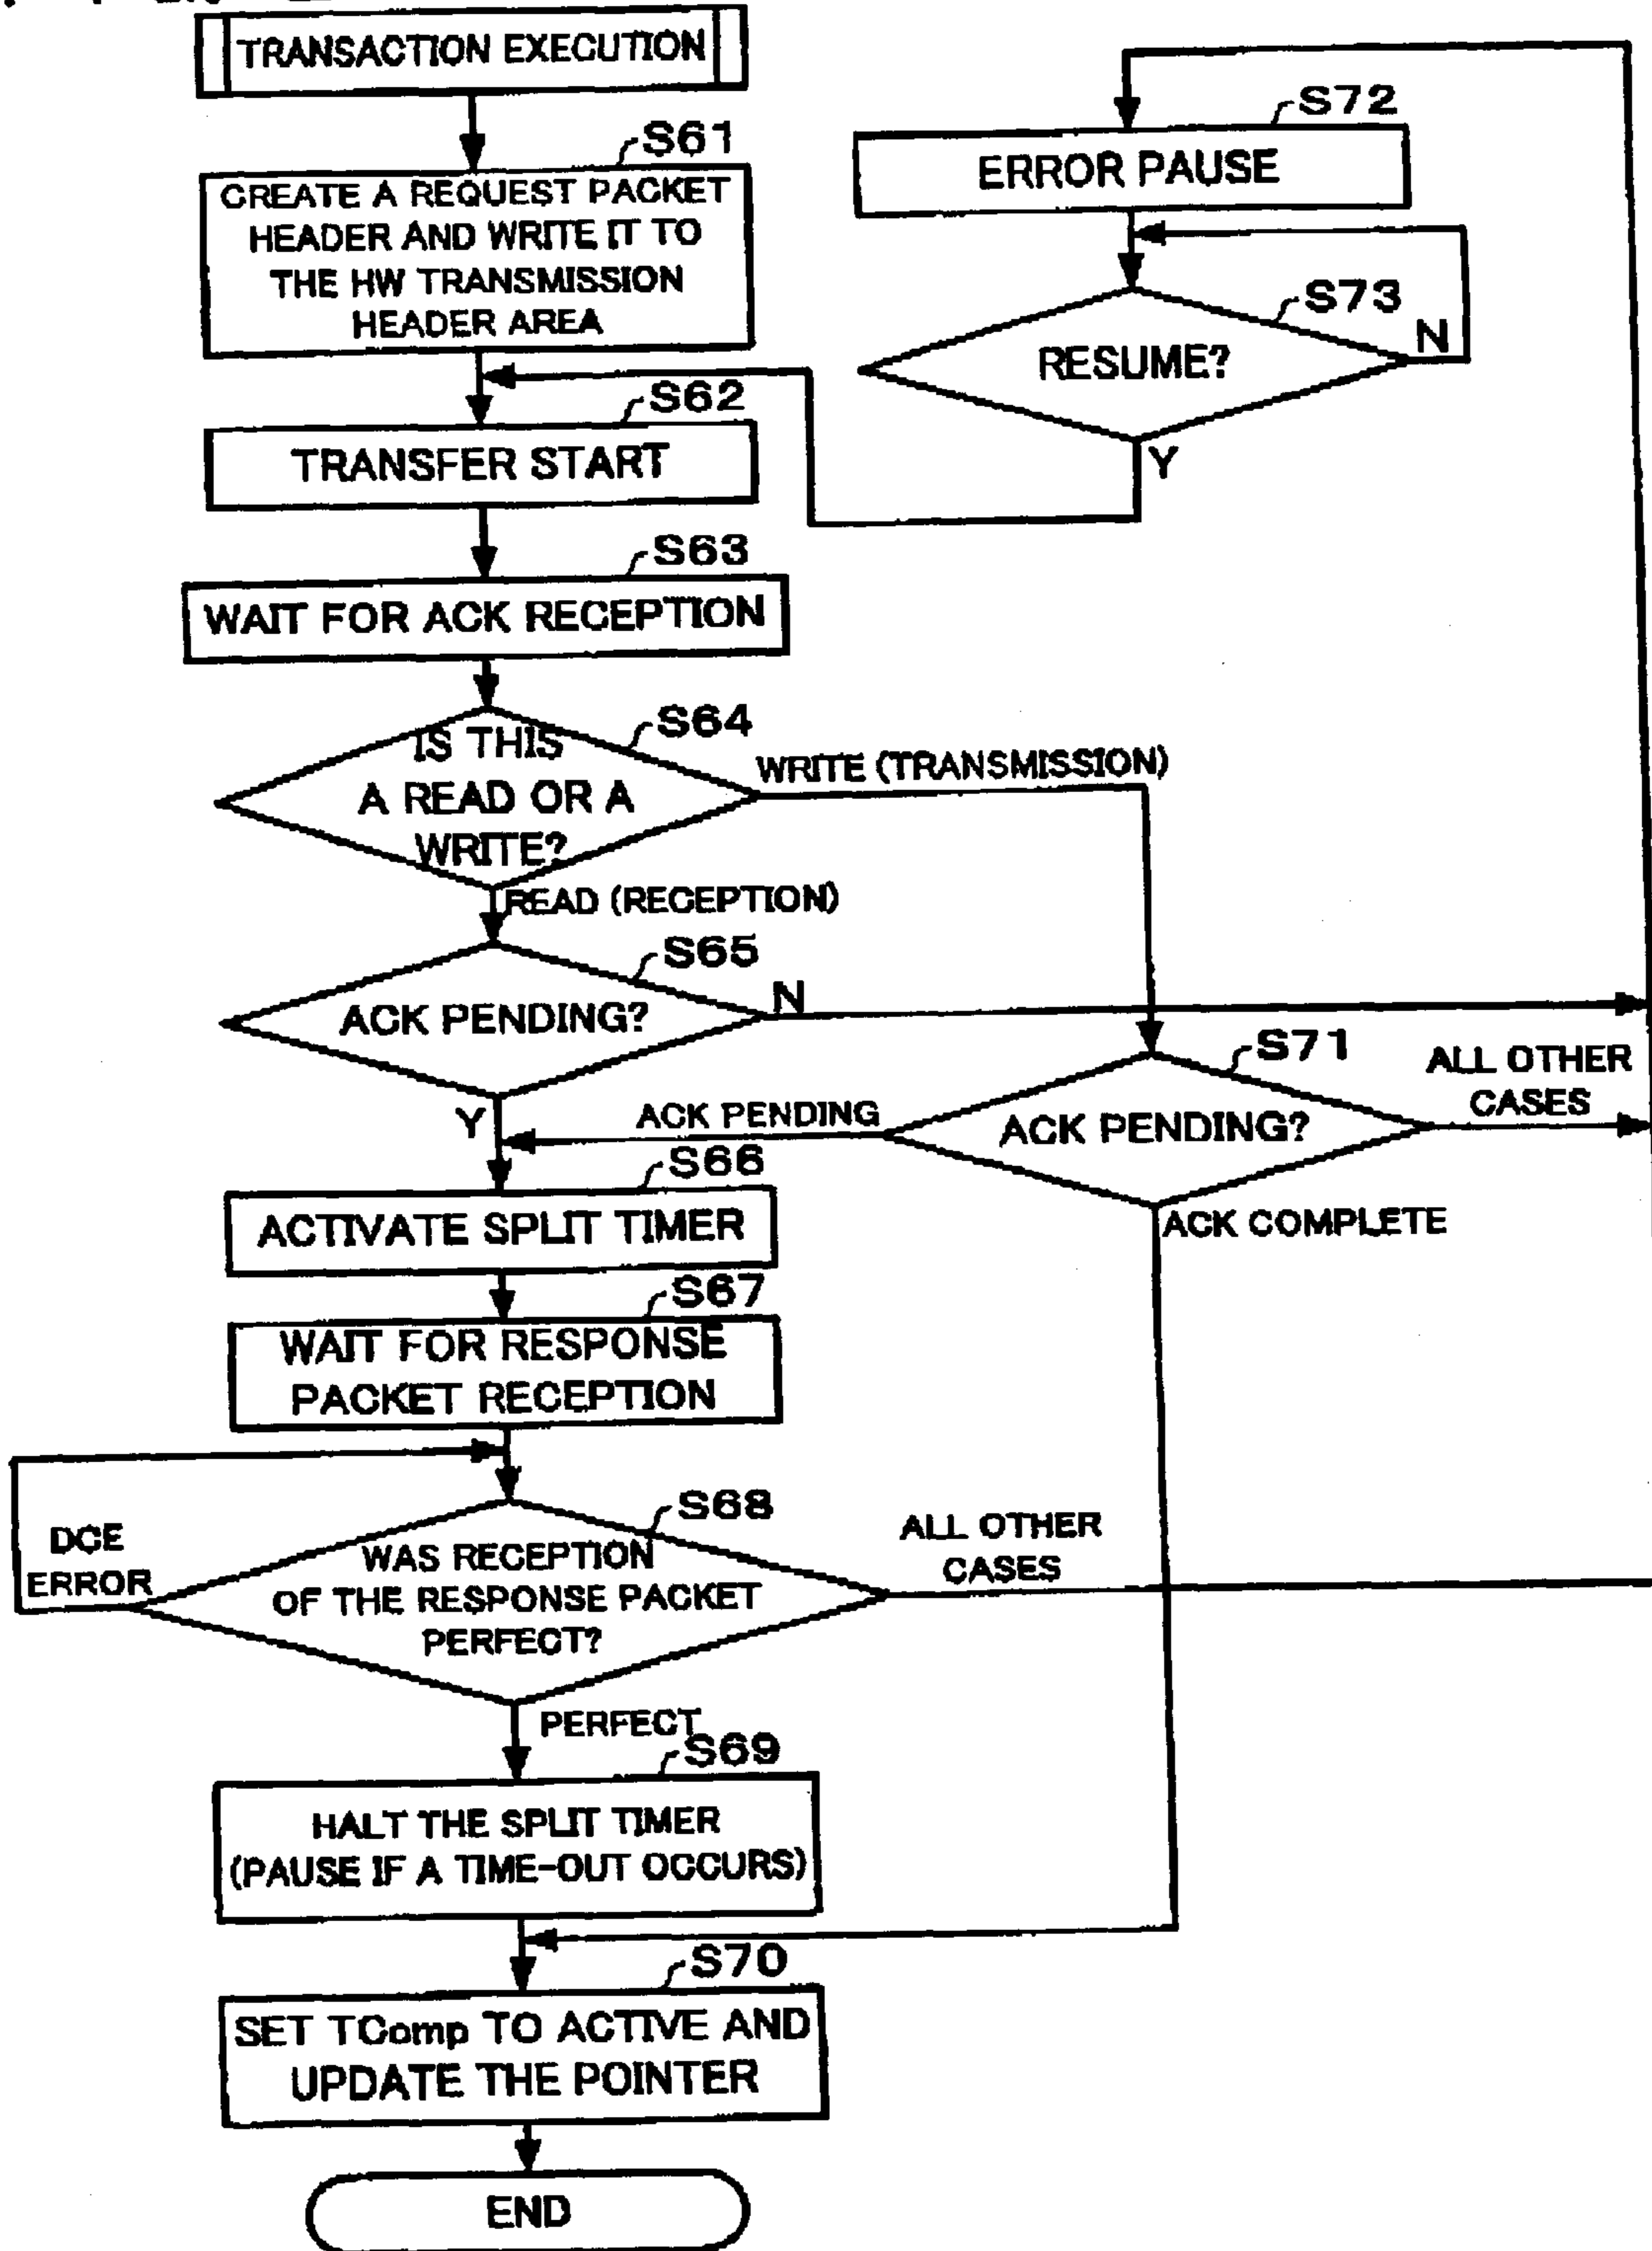 TRANSACTION EXECUTION
S61
CREATE A REQUEST PACKET
HEADER AND WRITE IT TO
THE HW TRANSMISSION
HEADER AREA
S72
ERROR PAUSE
S73
RESUME?
N
Y
S62
TRANSFER START
S63
WAIT FOR ACK RECEPTION
S64
IS THIS
A READ OR A
WRITE?
WRITE (TRANSMISSION)
READ (RECEPTION)
S65
ACK PENDING?
N
Y
S71
ACK PENDING?
ALL OTHER
CASES
ACK PENDING
ACK COMPLETE
S66
ACTIVATE SPLIT TIMER
S67
WAIT FOR RESPONSE
PACKET RECEPTION
S68
WAS RECEPTION
OF THE RESPONSE PACKET
PERFECT?
DCE
ERROR
ALL OTHER
CASES
PERFECT
S69
HALT THE SPLIT TIMER
(PAUSE IF A TIME-OUT OCCURS)
S70
SET TComp TO ACTIVE AND
UPDATE THE POINTER
END